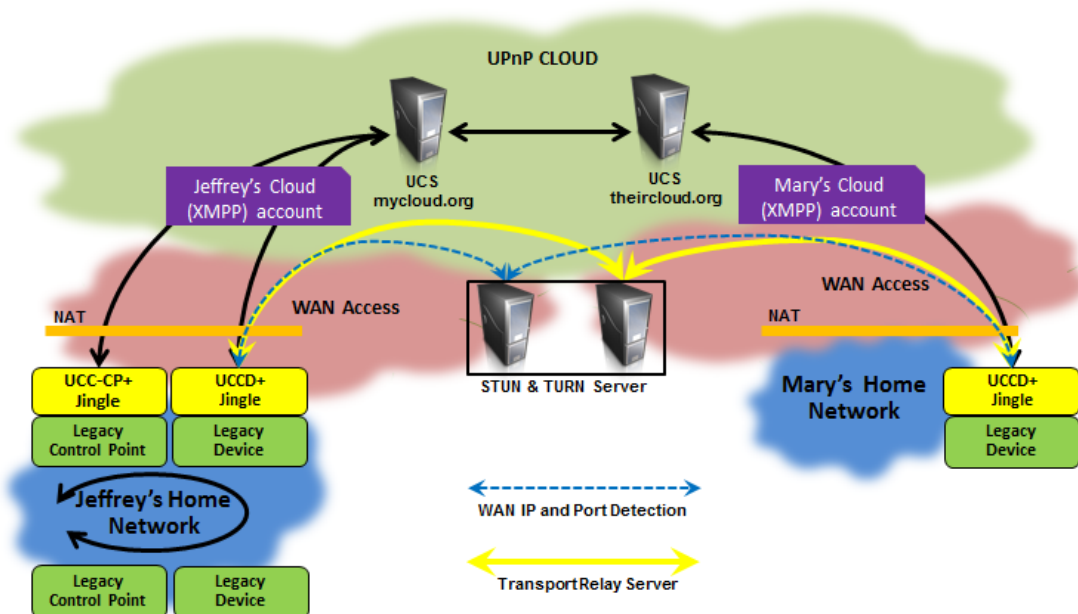 UPnP CLOUD
UCS
mycloud.org
UCS
theircloud.org
Jeffrey's Cloud
(XMPP) account
Mary's Cloud
(XMPP) account
WAN Access
WAN Access
NAT
NAT
UCC-CP+
Jingle
UCCD+
Jingle
STUN & TURN Server
Mary's Home
Network
UCCD+
Jingle
Legacy
Control Point
Legacy
Device
Legacy
Device
Jeffrey's Home
Network
WAN IP and Port Detection
Transport Relay Server
Legacy
Control Point
Legacy
Device